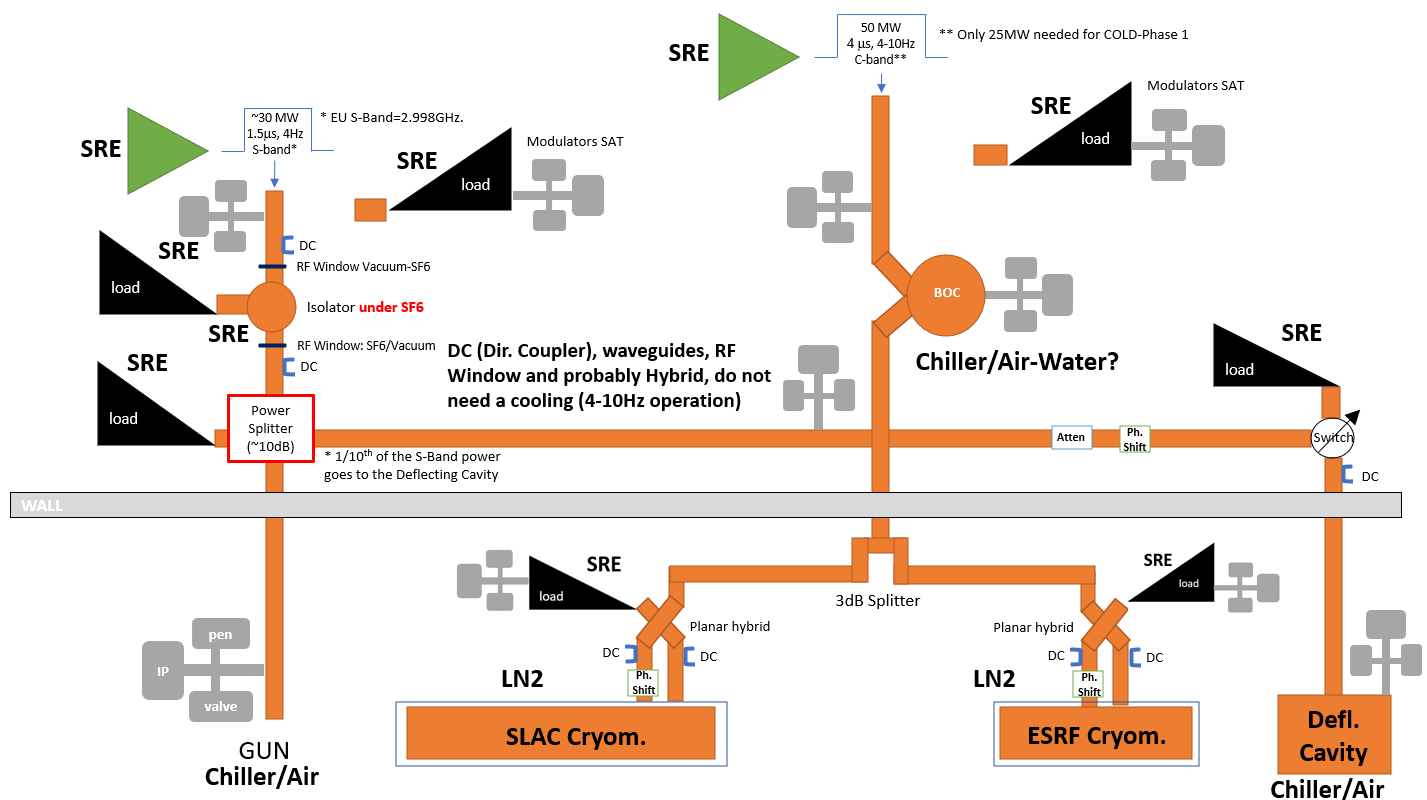 SRE
50 MW
4 µs, 4-10Hz
C-band**
** Only 25MW needed for COLD-Phase 1
SRE
Modulators SAT
load
SRE
~30 MW
1.5µs, 4Hz
S-band*
* EU S-Band=2.998GHz.
SRE
Modulators SAT
load
DC
SRE
RF Window Vacuum-SF6
load
Isolator under SF6
BOC
SRE
RF Window: SF6/Vacuum
DC
SRE
load
DC (Dir. Coupler), waveguides, RF
Window and probably Hybrid, do not
need a cooling (4-10Hz operation)
Chiller/Air-Water?
SRE
load
Power
Splitter
(~10dB)
* 1/10th of the S-Band power
goes to the Deflecting Cavity
Atten
Ph.
Shift
Switch
DC
WALL
SRE
load
3dB Splitter
SRE
load
Planar hybrid
Planar hybrid
DC
DC
DC
DC
pen
IP
valve
LN2
Ph.
Shift
LN2
Ph.
Shift
SLAC Cryom.
ESRF Cryom.
Defl.
Cavity
GUN
Chiller/Air
Chiller/Air